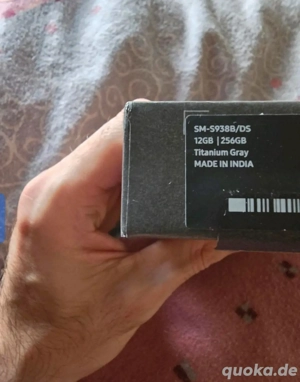 SM-S938B/DS
12GB | 256GB
Titanium Gray
MADE IN INDIA
quoka.de